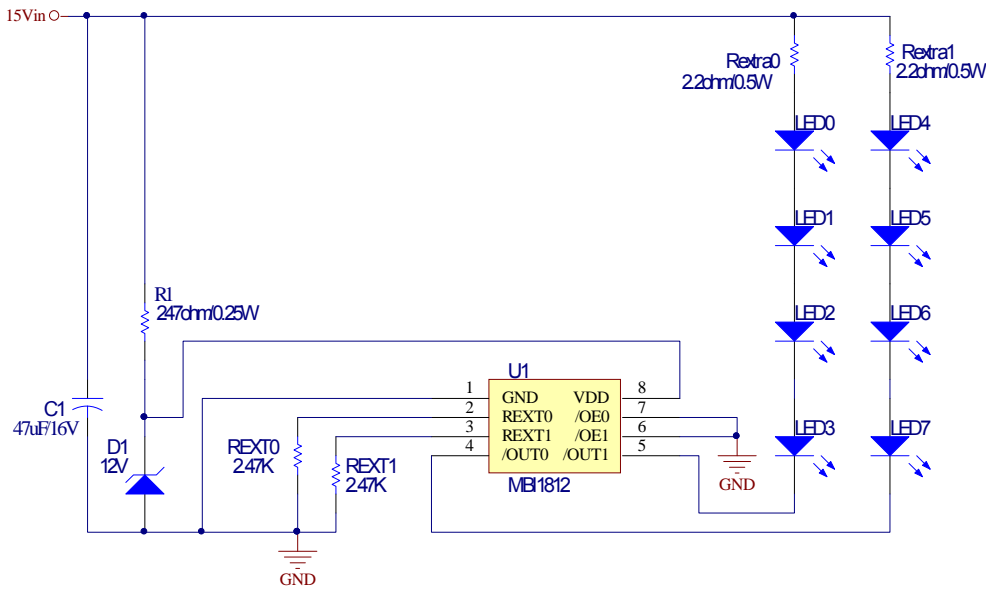 15Vin
Rextra0
2.2ohm/0.5W
Rextra1
2.2ohm/0.5W
LED0
LED4
LED1
LED5
R1
247ohm/0.25W
LED2
LED6
U1
1
GND
VDD
8
2
REXT0
/OE0
7
3
REXT1
/OE1
6
4
/OUT0
/OUT1
5
MBI1812
C1
47uF/16V
D1
12V
REXT0
2.47K
REXT1
2.47K
LED3
LED7
GND
GND